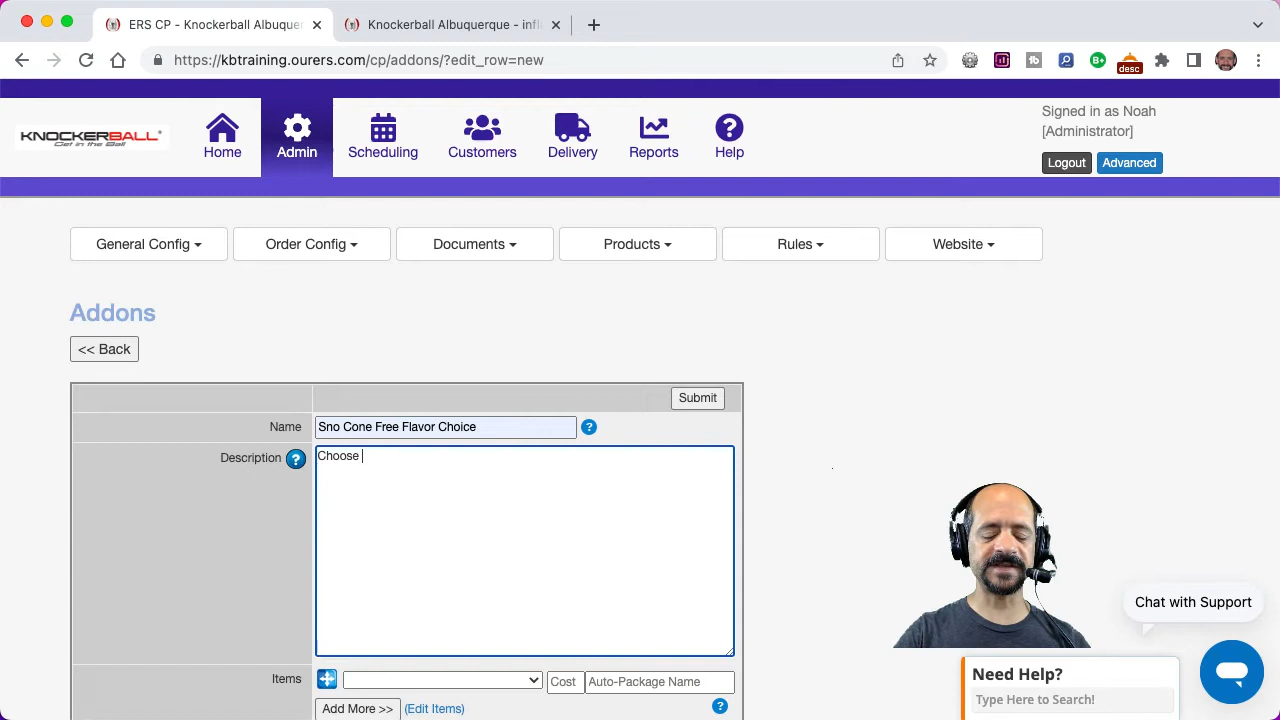 ERS CP - Knockerball Albuquer
Knockerball Albuquerque - infl
https://kbtraining.ourers.com/cp/addons/?edit_row=new
desc
KNOCKERBALL
Get in the Ball
Home
Admin
Scheduling
Customers
Delivery
Reports
Help
Signed in as Noah
[Administrator]
Logout
Advanced
General Config
Order Config
Documents
Products
Rules
Website
Addons
<< Back
Submit
Name
Sno Cone Free Flavor Choice
Description
Choose
Items
Cost
Auto-Package Name
Add More >>
(Edit Items)
Chat with Support
Need Help?
Type Here to Search!